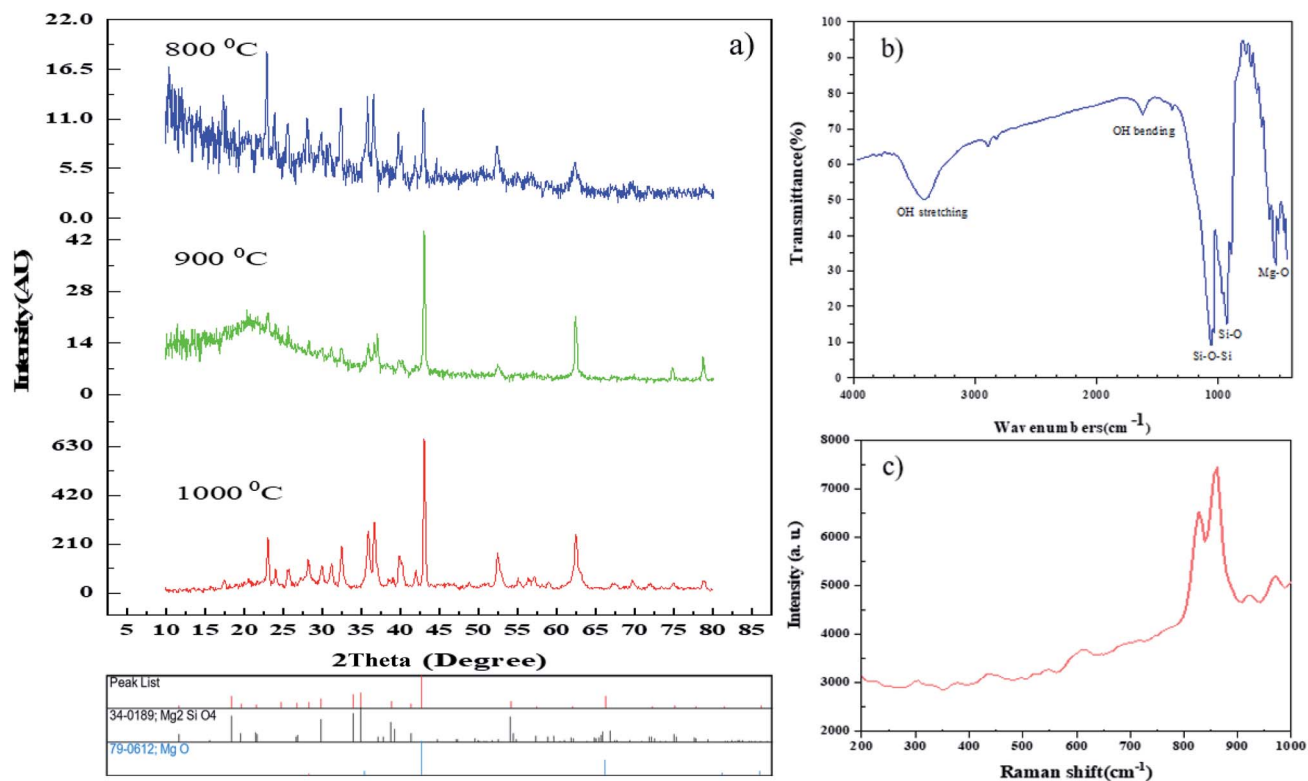 a)
800 ⁰C
900 ⁰C
1000 ⁰C
22.0
16.5
11.0
5.5
0.0
42
28
14
0
630
420
210
0
Intensity(AU)
5 10 15 20 25 30 35 40 45 50 55 60 65 70 75 80 85
2Theta (Degree)
Peak List
34-0189; Mg2 Si O4
79-0612; Mg O
b)
100
90
80
70
60
50
40
30
20
10
0
Transmittance(%)
OH stretching
OH bending
Si-O-Si
Si-O
Mg-O
4000 3000 2000 1000
Wavenumbers(cm⁻¹)
c)
8000
7000
6000
5000
4000
3000
2000
Intensity (a. u.)
200 300 400 500 600 700 800 900 1000
Raman shift(cm⁻¹)